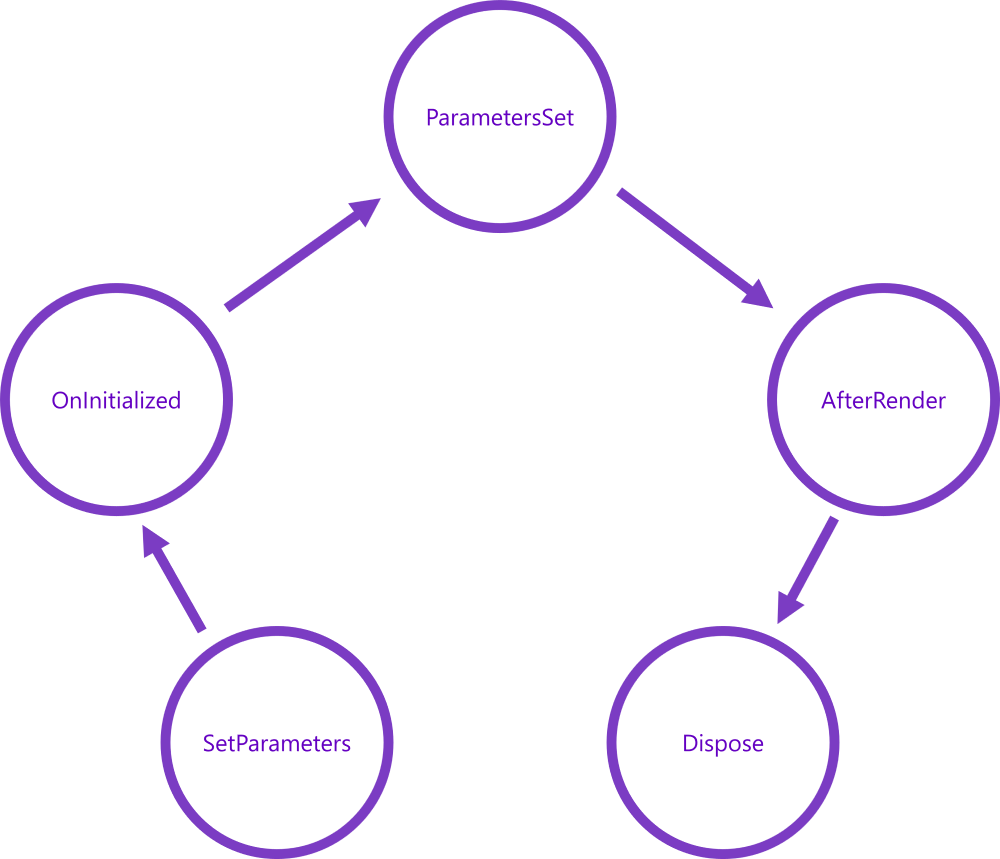 ParametersSet
OnInitialized
AfterRender
SetParameters
Dispose